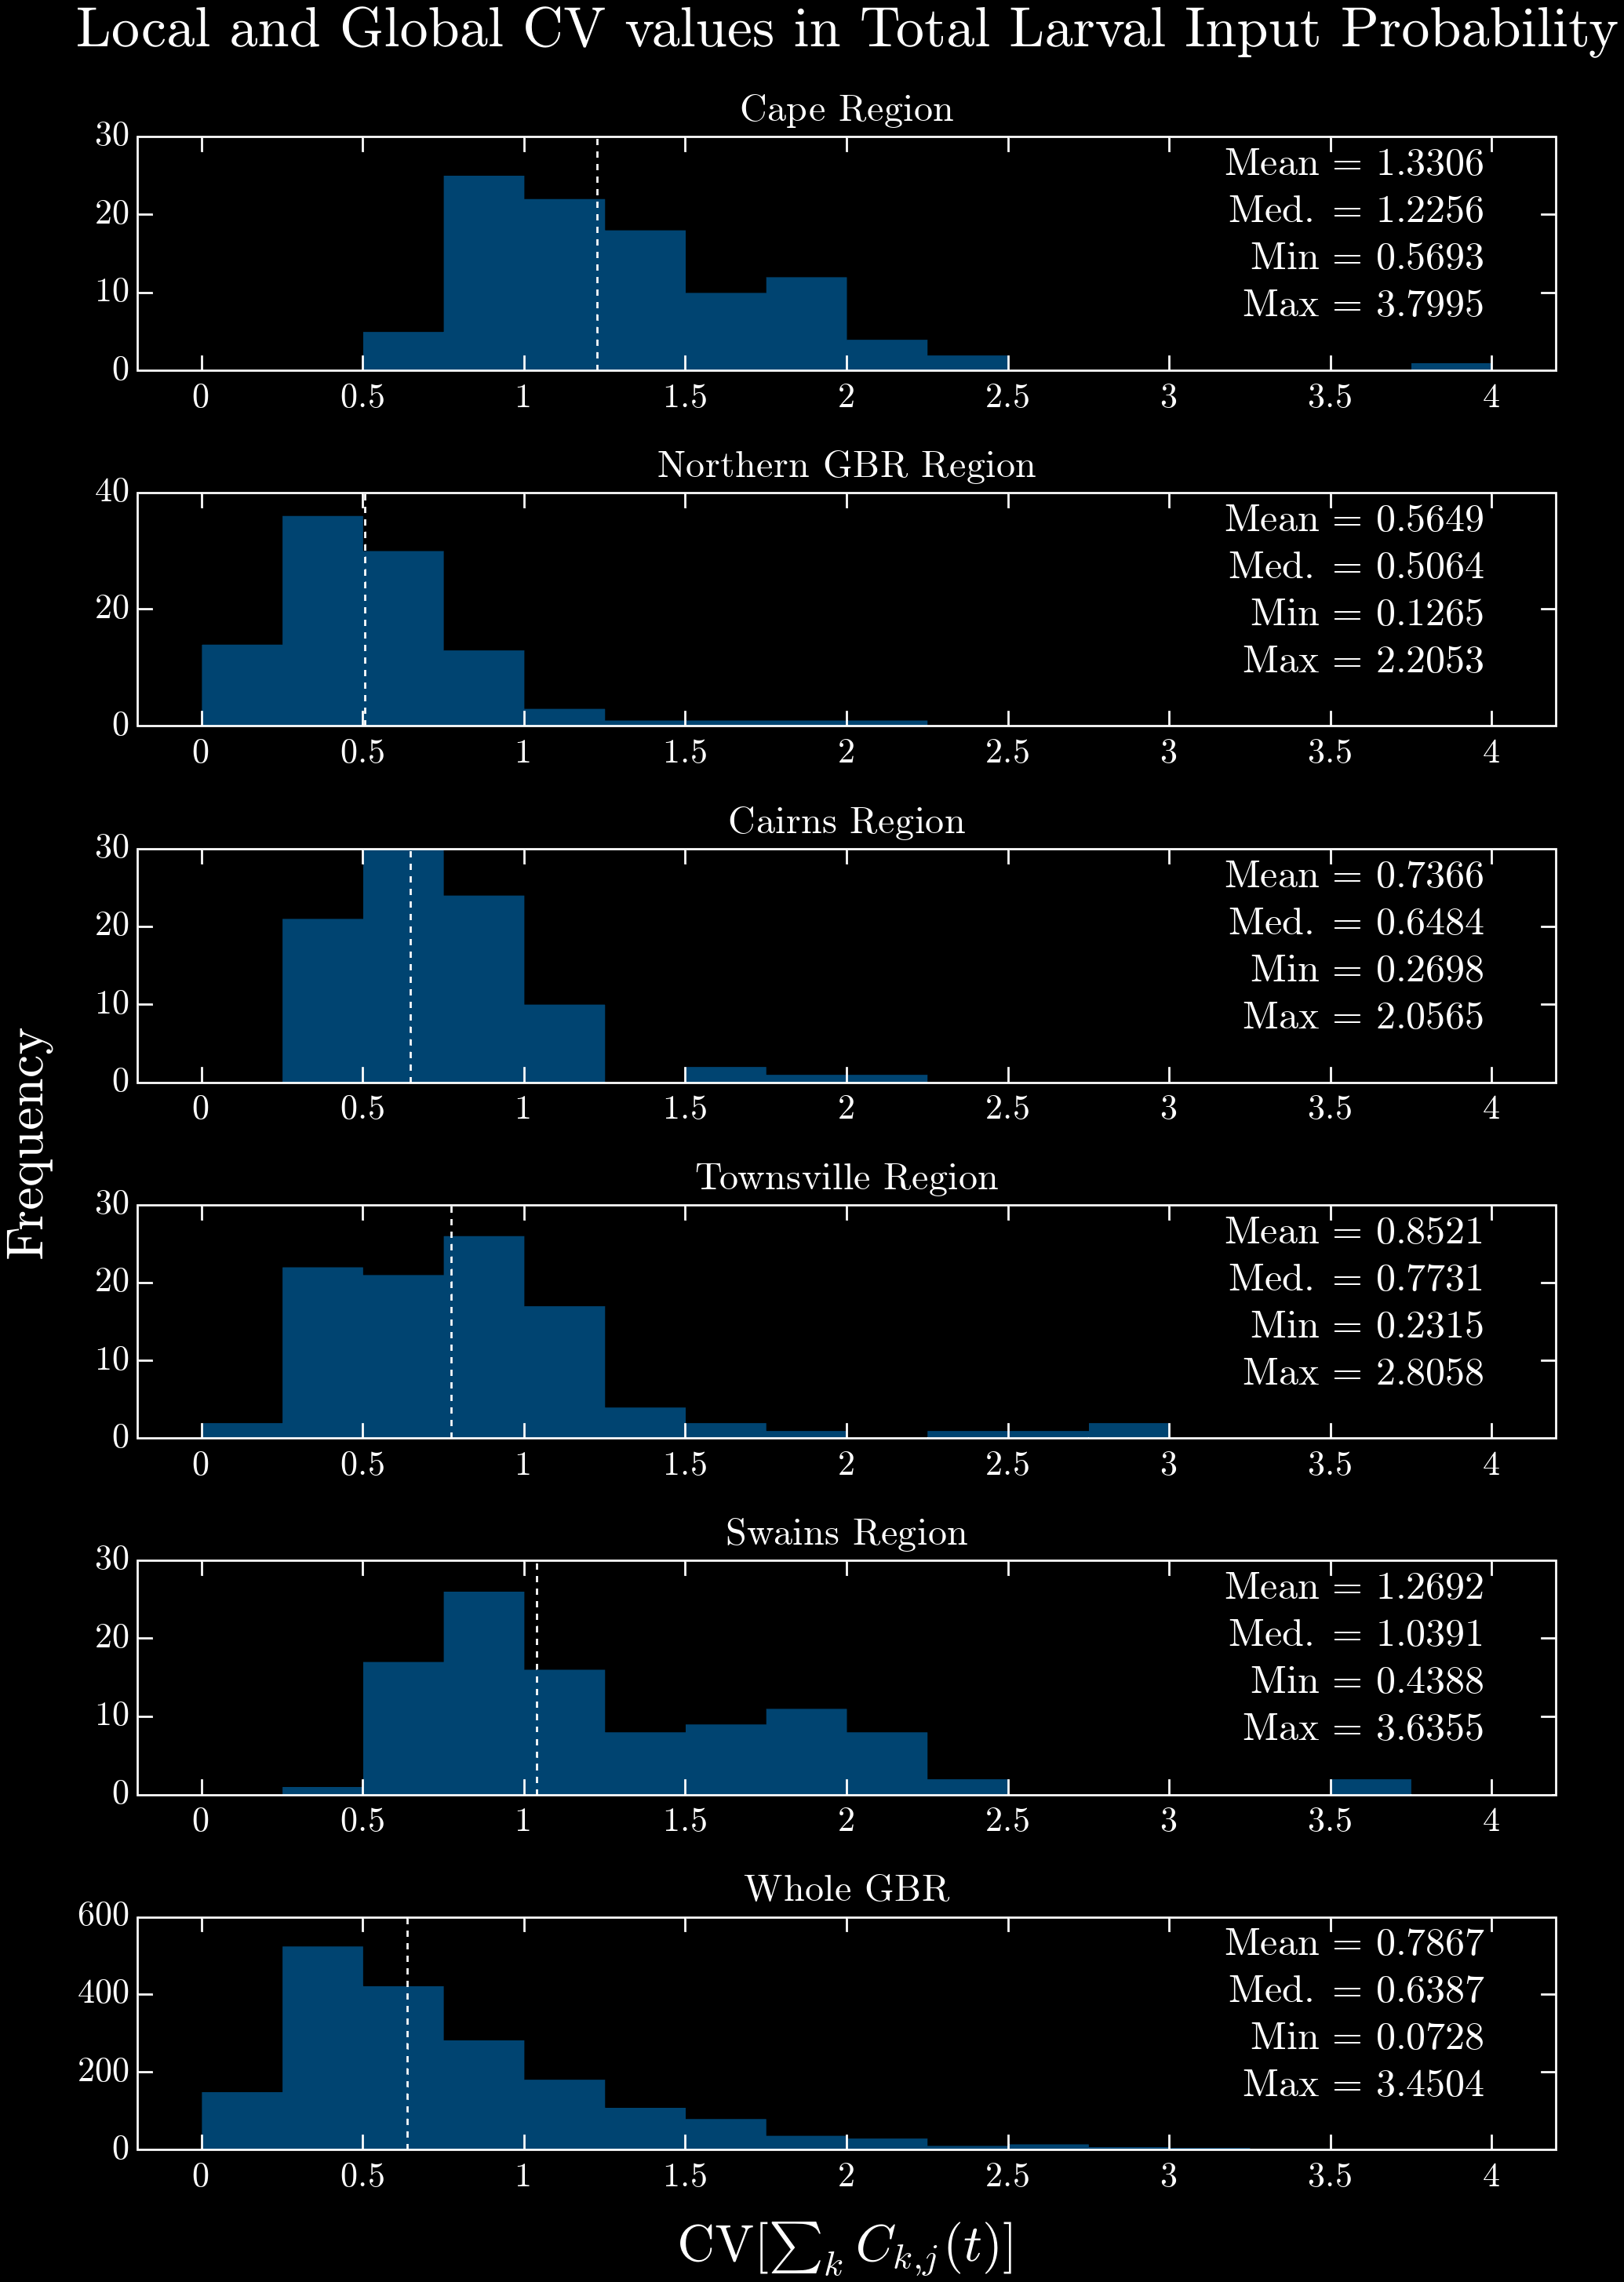 Local and Global CV values in Total Larval Input Probability
Cape Region
30
20
10
0
Mean = 1.3306
Med. = 1.2256
Min = 0.5693
Max = 3.7995
0 0.5 1 1.5 2 2.5 3 3.5 4
Northern GBR Region
40
20
0
Mean = 0.5649
Med. = 0.5064
Min = 0.1265
Max = 2.2053
0 0.5 1 1.5 2 2.5 3 3.5 4
Cairns Region
30
20
10
0
Mean = 0.7366
Med. = 0.6484
Min = 0.2698
Max = 2.0565
0 0.5 1 1.5 2 2.5 3 3.5 4
Frequency
Townsville Region
30
20
10
0
Mean = 0.8521
Med. = 0.7731
Min = 0.2315
Max = 2.8058
0 0.5 1 1.5 2 2.5 3 3.5 4
Swains Region
30
20
10
0
Mean = 1.2692
Med. = 1.0391
Min = 0.4388
Max = 3.6355
0 0.5 1 1.5 2 2.5 3 3.5 4
Whole GBR
600
400
200
0
Mean = 0.7867
Med. = 0.6387
Min = 0.0728
Max = 3.4504
0 0.5 1 1.5 2 2.5 3 3.5 4
CV[∑k Ck,j(t)]